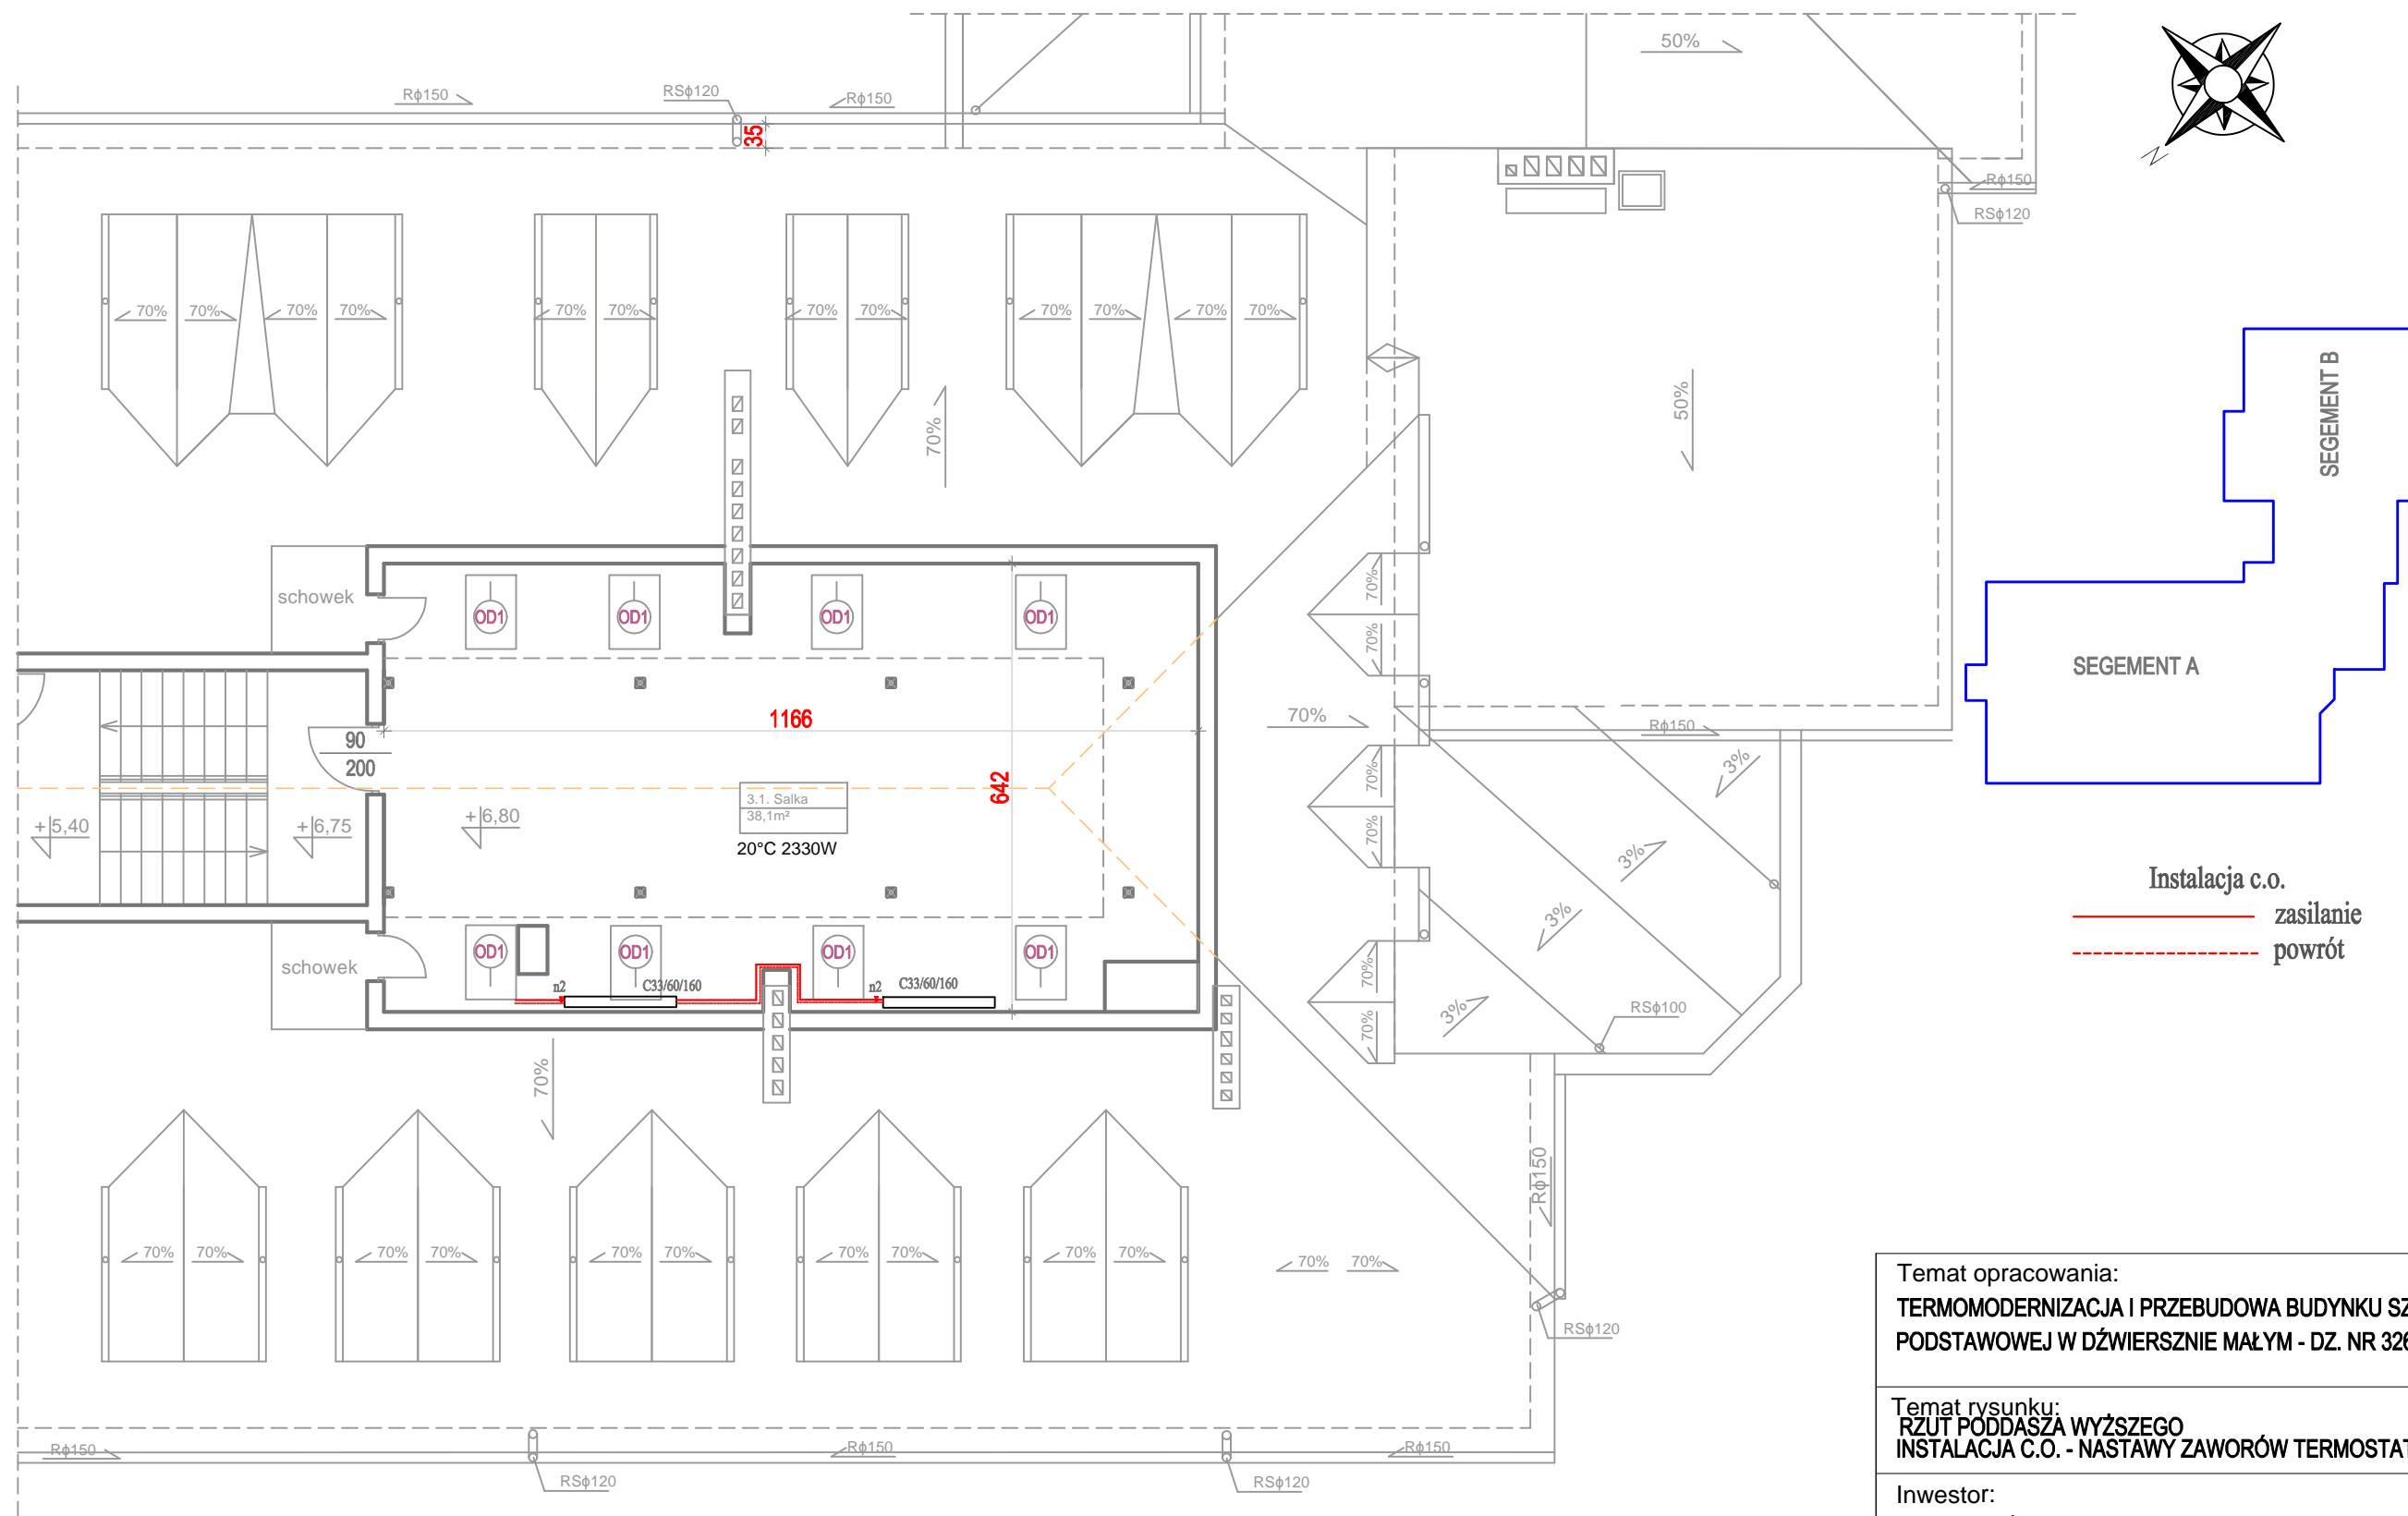 50%
Rϕ150
RSϕ120
Rϕ150
35
N
Rϕ150
RSϕ120
70% 70% 70% 70%
70% 70%
70% 70%
70% 70% 70% 70%
70%
50%
SEGEMENT B
SEGEMENT A
schowek
OD1 OD1 OD1 OD1
70%
70%
1166
90
200
642
70%
Rϕ150
3%
+5,40
+6,75
+6,80
3.1. Salka
38,1m²
20°C 2330W
70%
70%
3%
3%
3%
Instalacja c.o.
zasilanie
powrót
schowek
OD1 OD1 OD1 OD1
n2
C33/60/160
n2
C33/60/160
70%
70%
RSϕ100
70%
Rϕ150
70% 70%
70% 70%
70% 70%
70% 70%
70% 70%
70% 70%
RSϕ120
Rϕ150
Rϕ150
Rϕ150
RSϕ120
RSϕ120
Temat opracowania:
TERMOMODERNIZACJA I PRZEBUDOWA BUDYNKU SZ
PODSTAWOWEJ W DŹWIERSZNIE MAŁYM - DZ. NR 326
Temat rysunku:
RZUT PODDASZA WYŻSZEGO
INSTALACJA C.O. - NASTAWY ZAWORÓW TERMOSTAT
Inwestor: